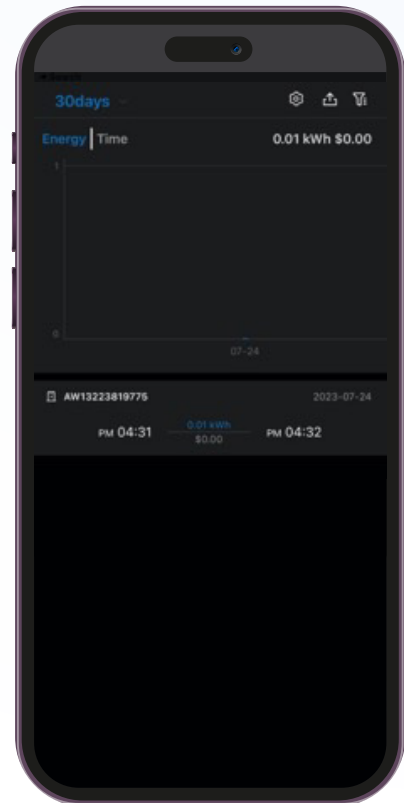 30days
Energy Time 0.01 kWh $0.00
1
0
07-24
AW13223819775 2023-07-24
PM 04:31 0.01 kWh PM 04:32
$0.00